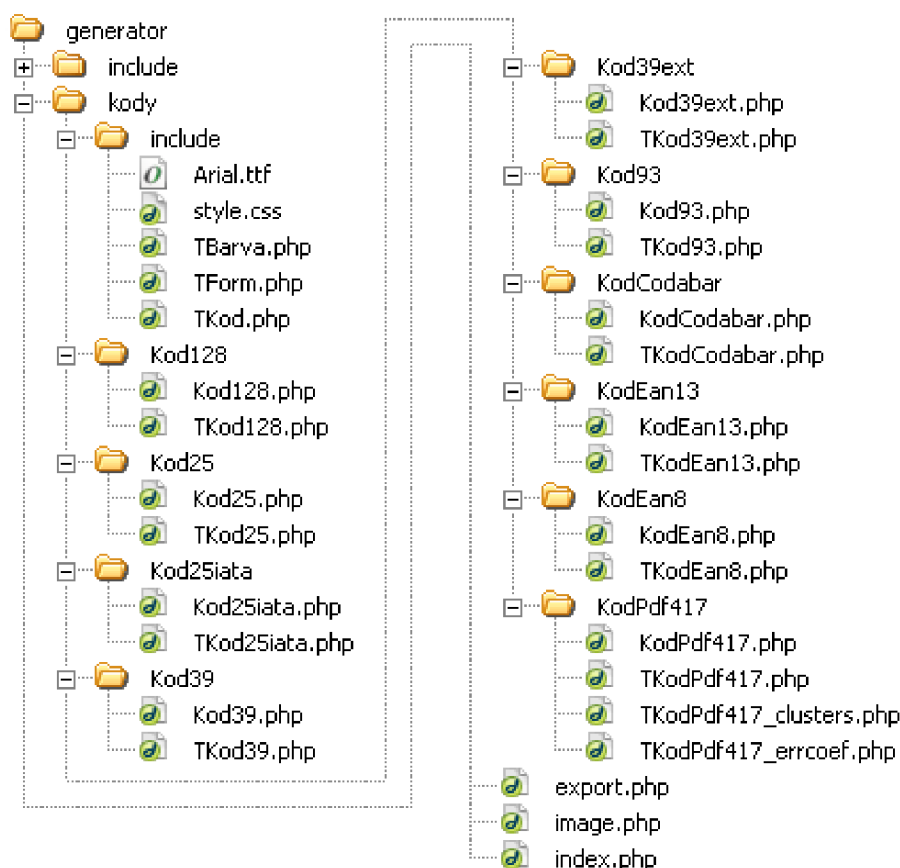 generator
include
kody
include
Arial.ttf
style.css
TBarva.php
TForm.php
TKod.php
Kod128
Kod128.php
TKod128.php
Kod25
Kod25.php
TKod25.php
Kod25iata
Kod25iata.php
TKod25iata.php
Kod39
Kod39.php
TKod39.php
Kod39ext
Kod39ext.php
TKod39ext.php
Kod93
Kod93.php
TKod93.php
KodCodabar
KodCodabar.php
TKodCodabar.php
KodEan13
KodEan13.php
TKodEan13.php
KodEan8
KodEan8.php
TKodEan8.php
KodPdf417
KodPdf417.php
TKodPdf417.php
TKodPdf417_clusters.php
TKodPdf417_errcoef.php
export.php
image.php
index.php